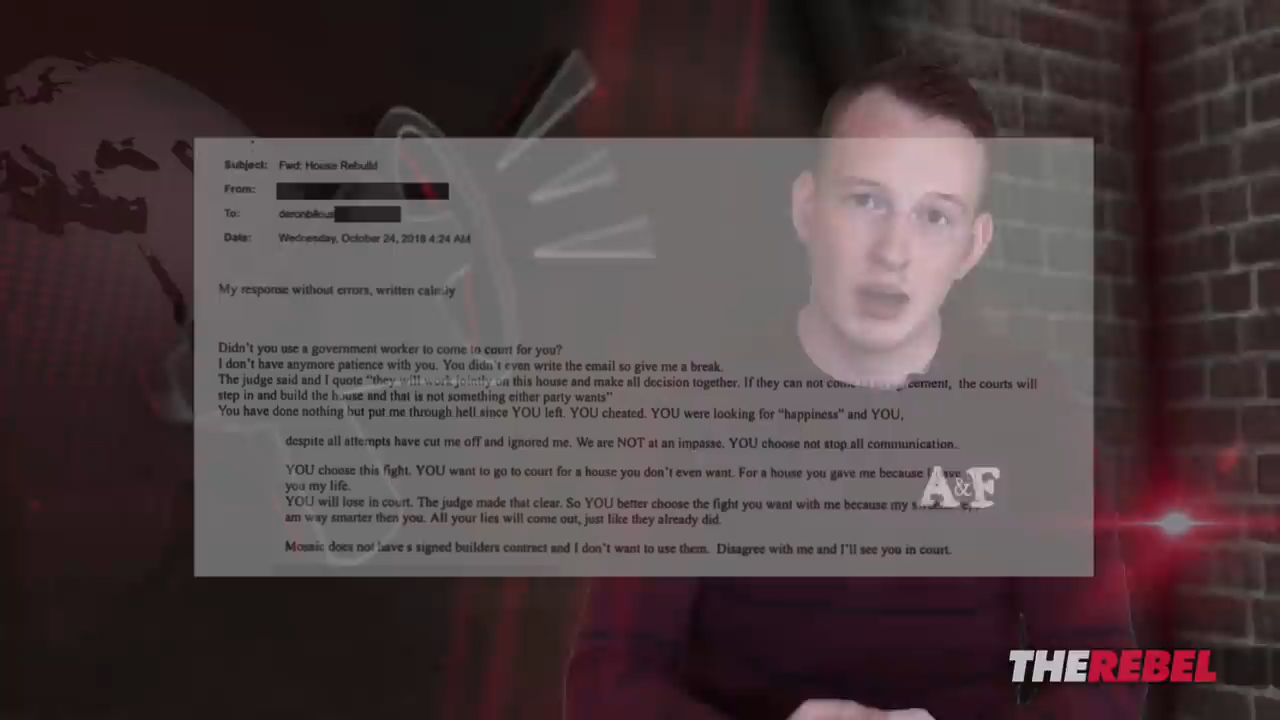 Subject: Fwd: House Rebuild
From:
To: deronbilous
Date: Wednesday, October 24, 2018 4:24 AM
My response without errors, written calmly
Didn't you use a government worker to come to court for you?
I don't have anymore patience with you. You didn't even write the email so give me a break.
The judge said and I quote "they will work jointly on this house and make all decision together. If they can not the courts will
step in and build the house and that is not something either party wants"
You have done nothing but put me through hell since YOU left. YOU cheated. YOU were looking for "happiness" and YOU,
despite all attempts have cut me off and ignored me. We are NOT at an impasse. YOU choose not stop all communication.
YOU choose this fight. YOU want to go to court for a house you don't even want. For a house you gave me because
you my life.
YOU will lose in court. The judge made that clear. So YOU better choose the fight you want with me because my
am way smarter then you. All your lies will come out, just like they already did.
Mosaic does not have s signed builders contract and I don't want to use them. Disagree with me and I'll see you in court.
A&F
THEREBEL